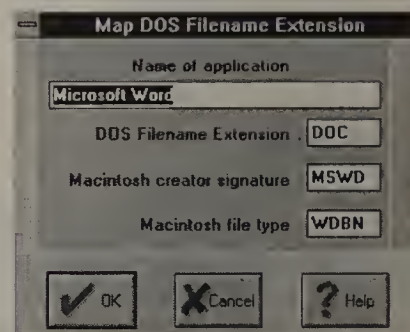 Map DOS Filename Extension
Name of application
Microsoft Word
DOS Filename Extension . DOC
Macintosh creator signature MSWD
Macintosh file type WDBN
OK Cancel ? Help